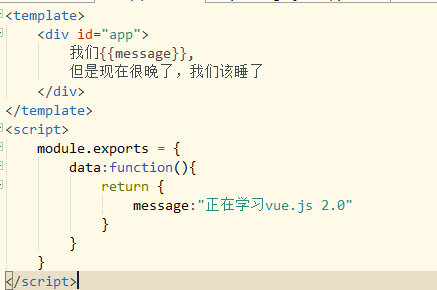 <template>
<div id="app">
我们{{message}},
但是现在很晚了，我们该睡了
</div>
</template>
<script>
module.exports = {
data:function(){
return {
message:"正在学习vue.js 2.0"
}
}
}
</script>